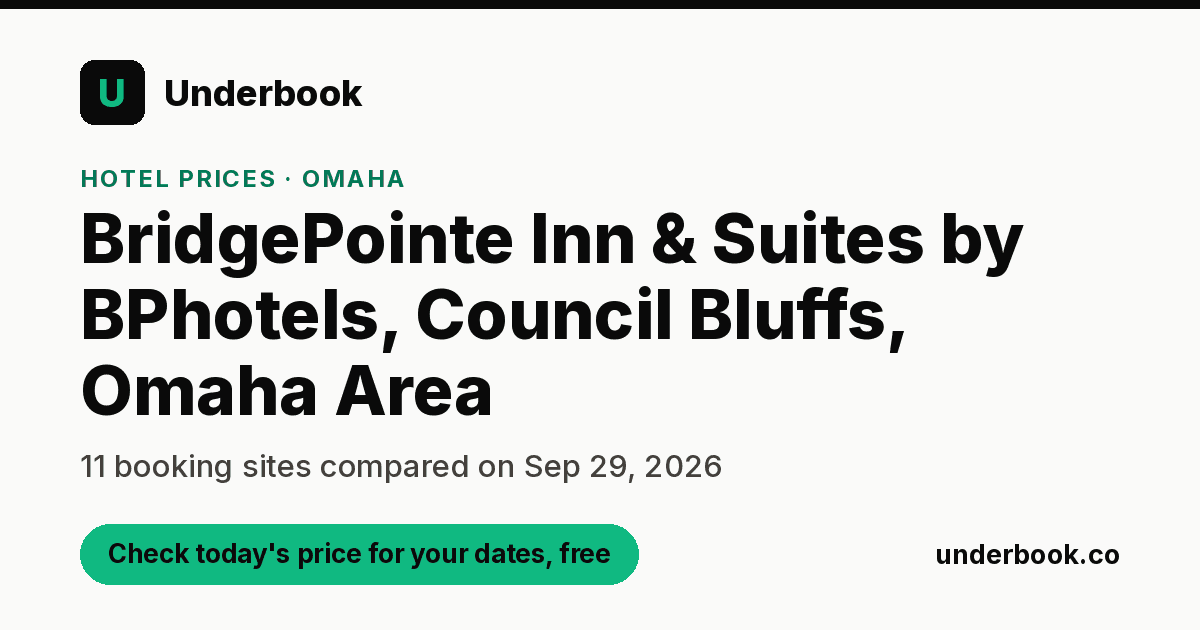 U Underbook
HOTEL PRICES · OMAHA
BridgePointe Inn & Suites by
BPhotels, Council Bluffs,
Omaha Area
11 booking sites compared on Sep 29, 2026
Check today's price for your dates, free
underbook.co